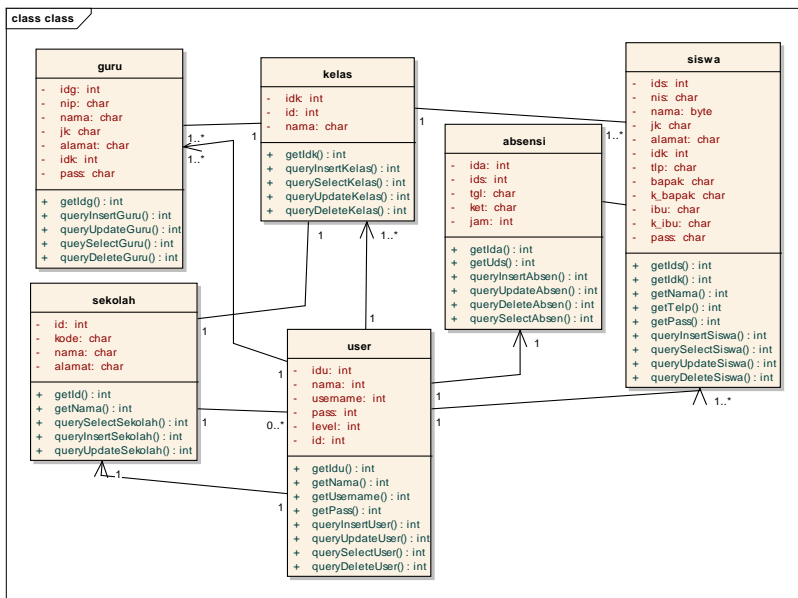 class class
guru
- idg: int
- nip: char
- nama: char
- jk: char
- alamat: char
- idk: int
- pass: char
+ getIdg() : int
+ queryInsertGuru() : int
+ queryUpdateGuru() : int
+ queySelectGuru() : int
+ queryDeleteGuru() : int
1..*
1..*
kelas
- idk: int
- id: int
- nama: char
+ getIdk() : int
+ queryInsertKelas() : int
+ querySelectKelas() : int
+ queryUpdateKelas() : int
+ queryDeleteKelas() : int
1
1
1
1..*
absensi
- ida: int
- ids: int
- tgl: char
- ket: char
- jam: int
+ getIda() : int
+ getUds() : int
+ queryInsertAbsen() : int
+ queryUpdateAbsen() : int
+ queryDeleteAbsen() : int
+ querySelectAbsen() : int
1
siswa
- ids: int
- nis: char
- nama: byte
- jk: char
- alamat: char
- idk: int
- tlp: char
- bapak: char
- k_bapak: char
- ibu: char
- k_ibu: char
- pass: char
+ getIds() : int
+ getIdk() : int
+ getNama() : int
+ getTelp() : int
+ getPass() : int
+ queryInsertSiswa() : int
+ querySelectSiswa() : int
+ queryUpdateSiswa() : int
+ queryDeleteSiswa() : int
1..*
1..*
sekolah
- id: int
- kode: char
- nama: char
- alamat: char
+ getId() : int
+ getNama() : int
+ querySelectSekolah() : int
+ queryInsertSekolah() : int
+ queryUpdateSekolah() : int
1
1
1
user
- idu: int
- nama: int
- username: int
- pass: int
- level: int
- id: int
+ getIdu() : int
+ getNama() : int
+ getUsername() : int
+ getPass() : int
+ queryInsertUser() : int
+ queryUpdateUser() : int
+ querySelectUser() : int
+ queryDeleteUser() : int
1
1
0..*
1
1
1